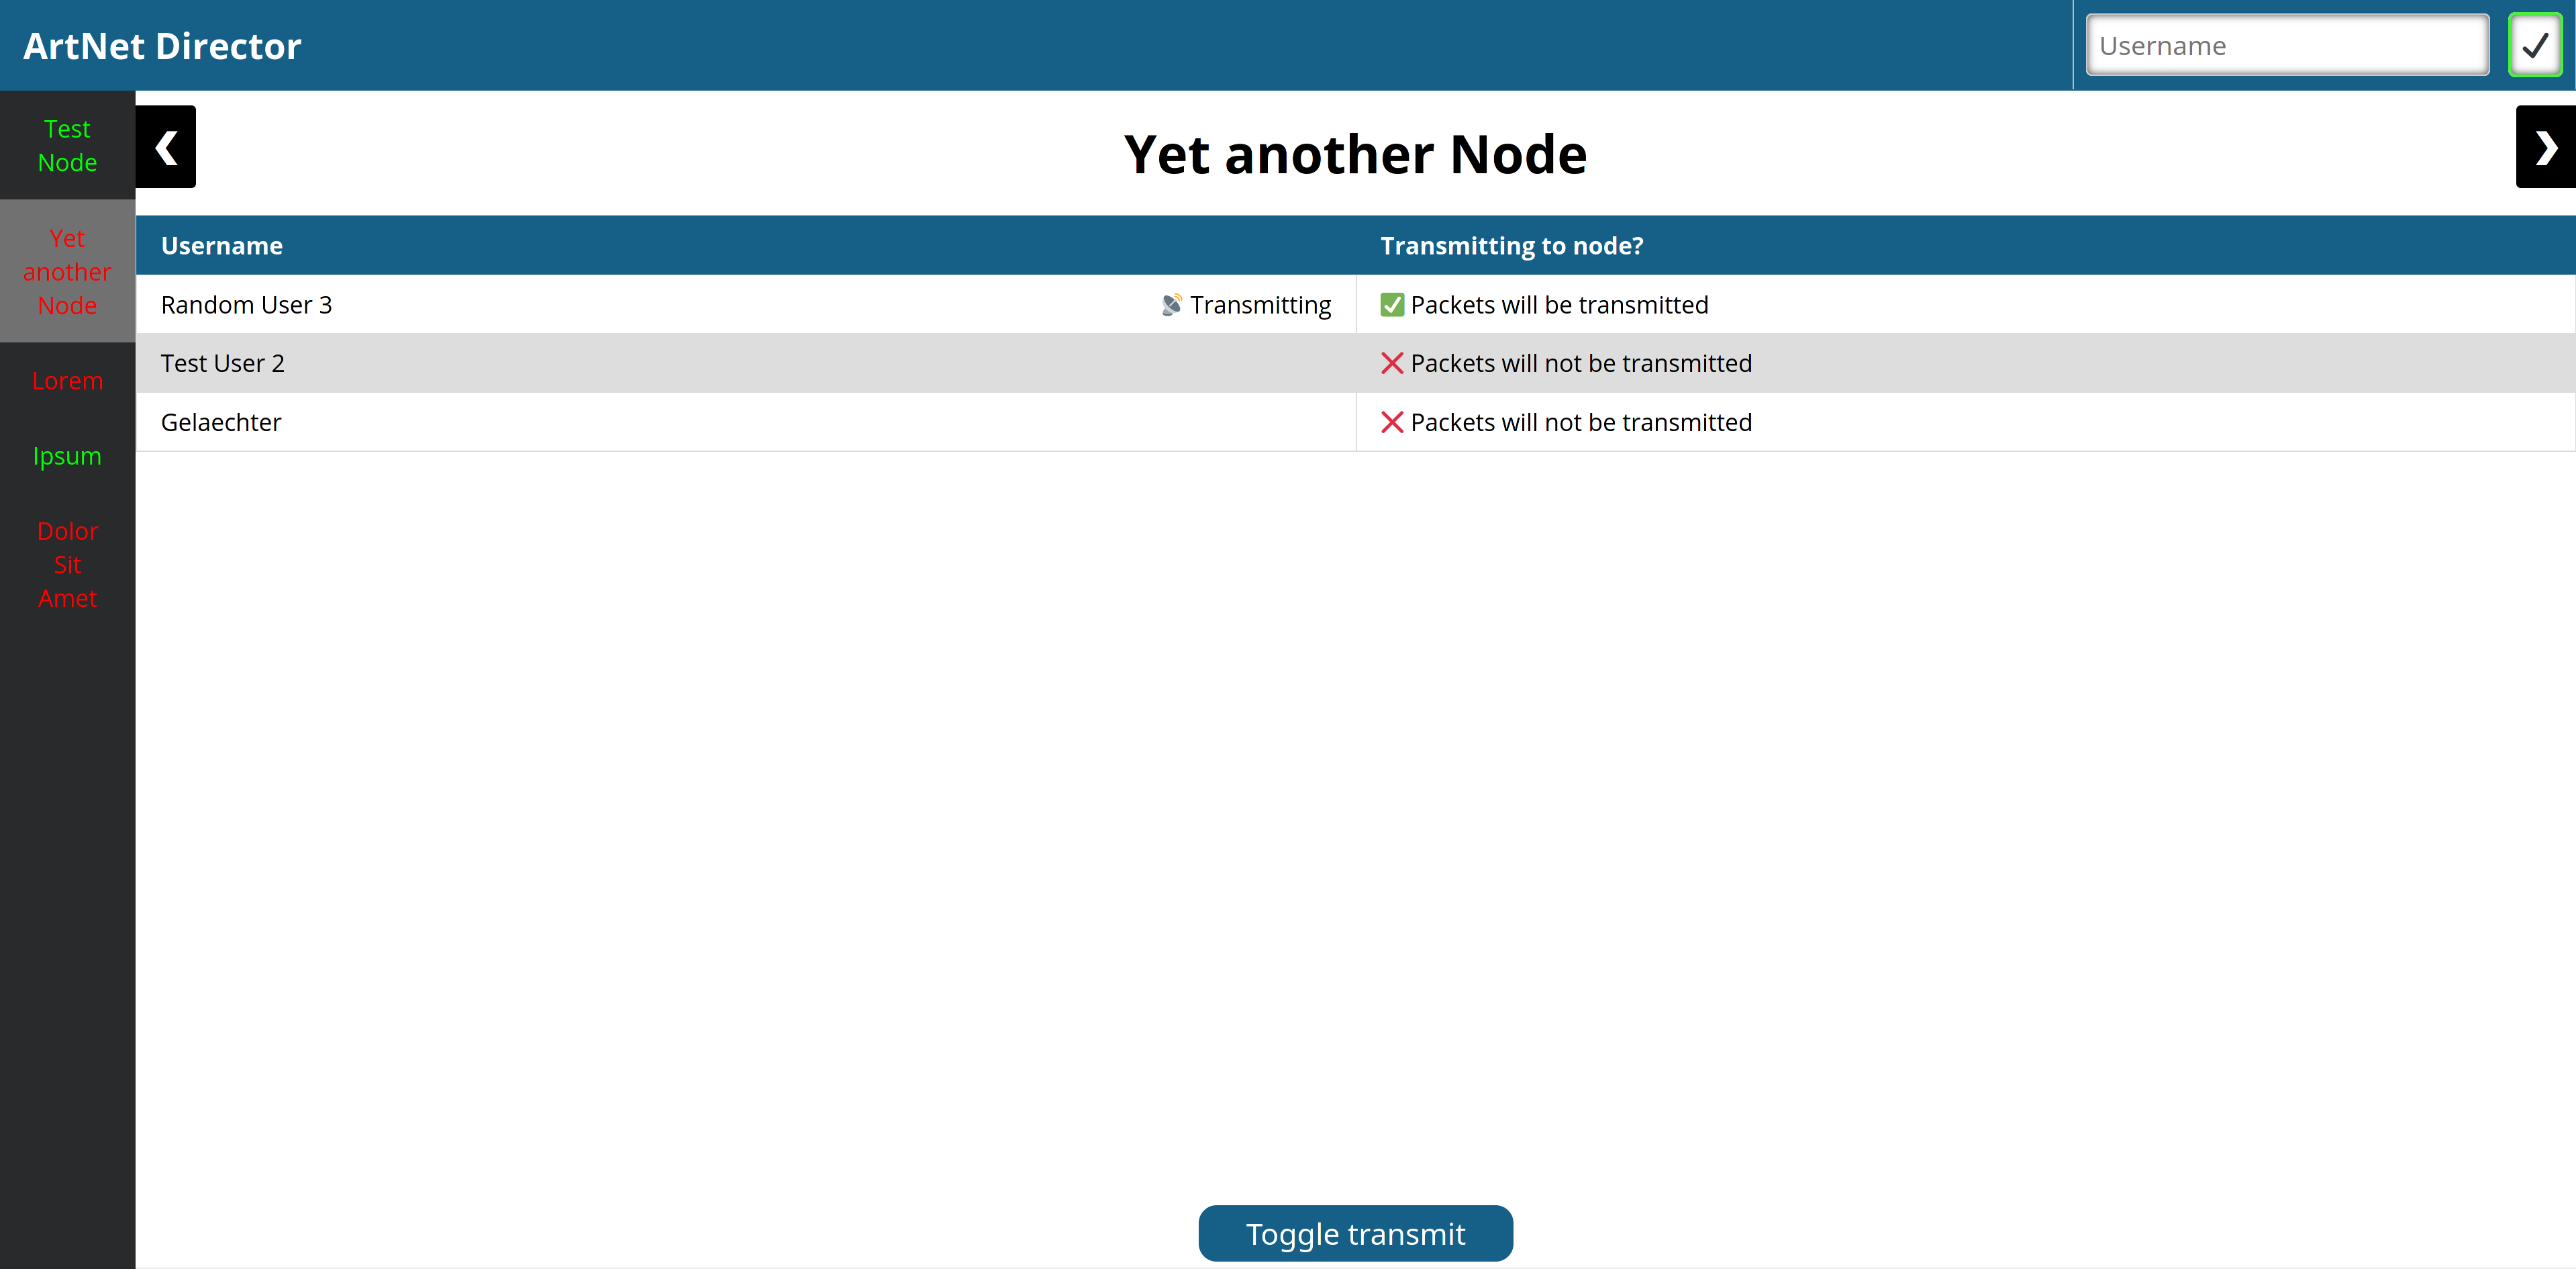 ArtNet Director
Username
Test
Node
Yet
another
Node
Lorem
Ipsum
Dolor
Sit
Amet
❮
Yet another Node
❯
Username Transmitting to node?
Random User 3 📡 Transmitting ✅ Packets will be transmitted
Test User 2 ❌ Packets will not be transmitted
Gelaechter ❌ Packets will not be transmitted
Toggle transmit